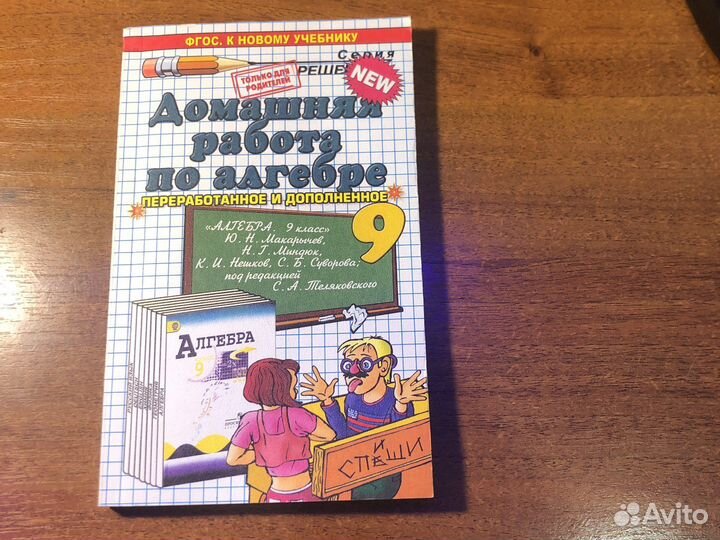 ФГОС. К НОВОМУ УЧЕБНИКУ
Серия
РЕШЕ
NEW
ТОЛЬКО ДЛЯ
РОДИТЕЛЕЙ
Домашняя
работа
по алгебре
ПЕРЕРАБОТАННОЕ И ДОПОЛНЕННОЕ
9
«АЛГЕБРА. 9 класс»
Ю. Н. Макарычев,
Н. Г. Миндюк,
К. И. Нешков, С. Б. Суворова;
под редакцией
С. А. Теляковского
АЛГЕБРА
9
АЛГЕБРА
СПЕШИ
И
Avito